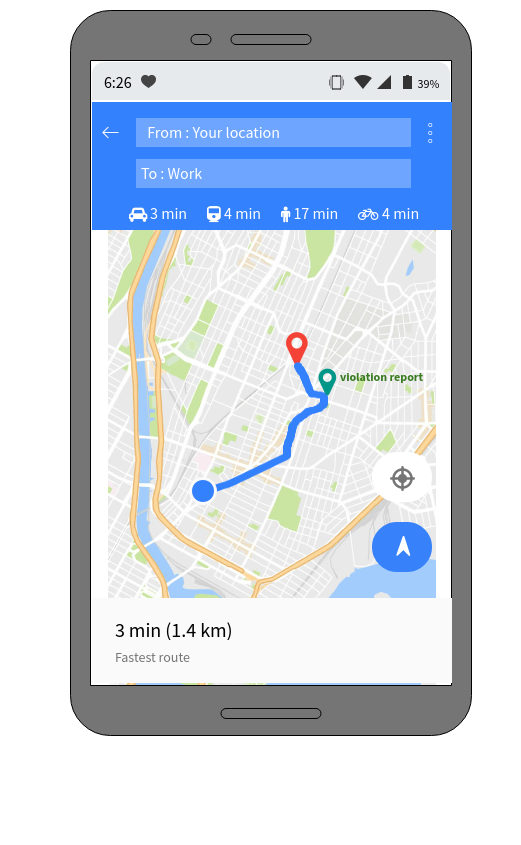 6:26 39%
From : Your location
To : Work
3 min 4 min 17 min 4 min
violation report
3 min (1.4 km)
Fastest route